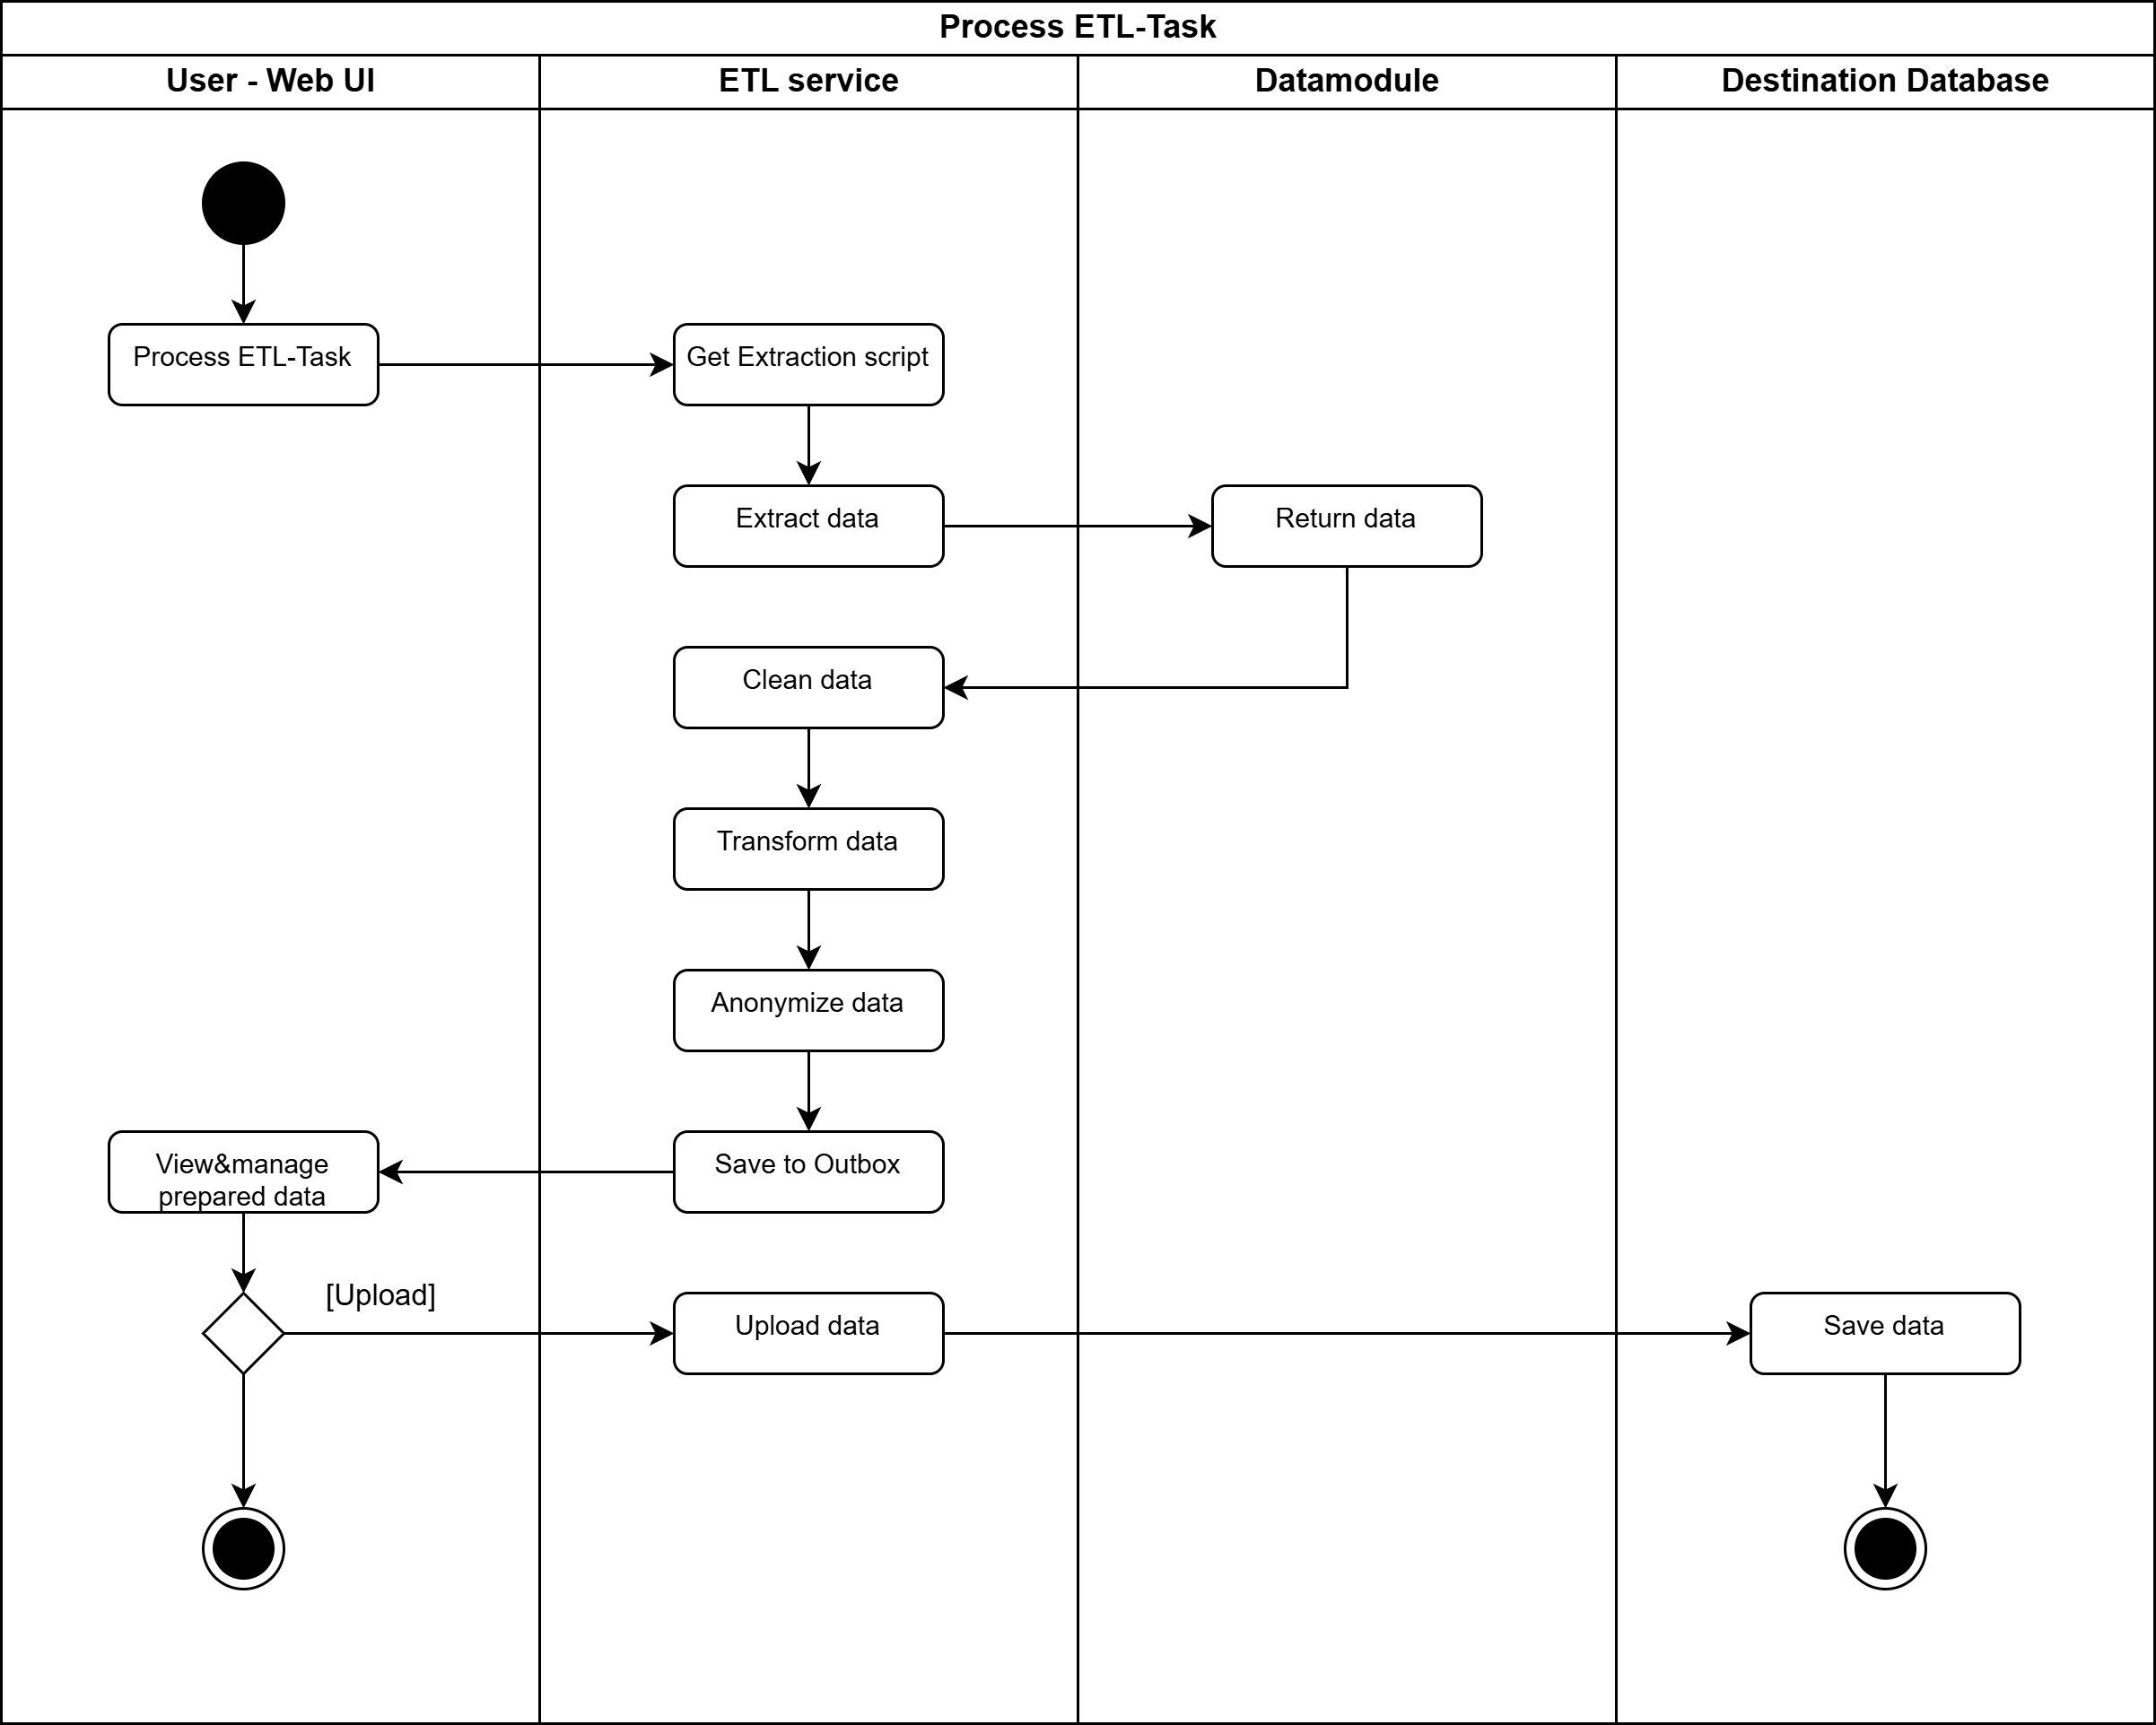 Process ETL-Task
User - Web UI
ETL service
Datamodule
Destination Database
Process ETL-Task
Get Extraction script
Extract data
Return data
Clean data
Transform data
Anonymize data
View&manage
prepared data
Save to Outbox
[Upload]
Upload data
Save data